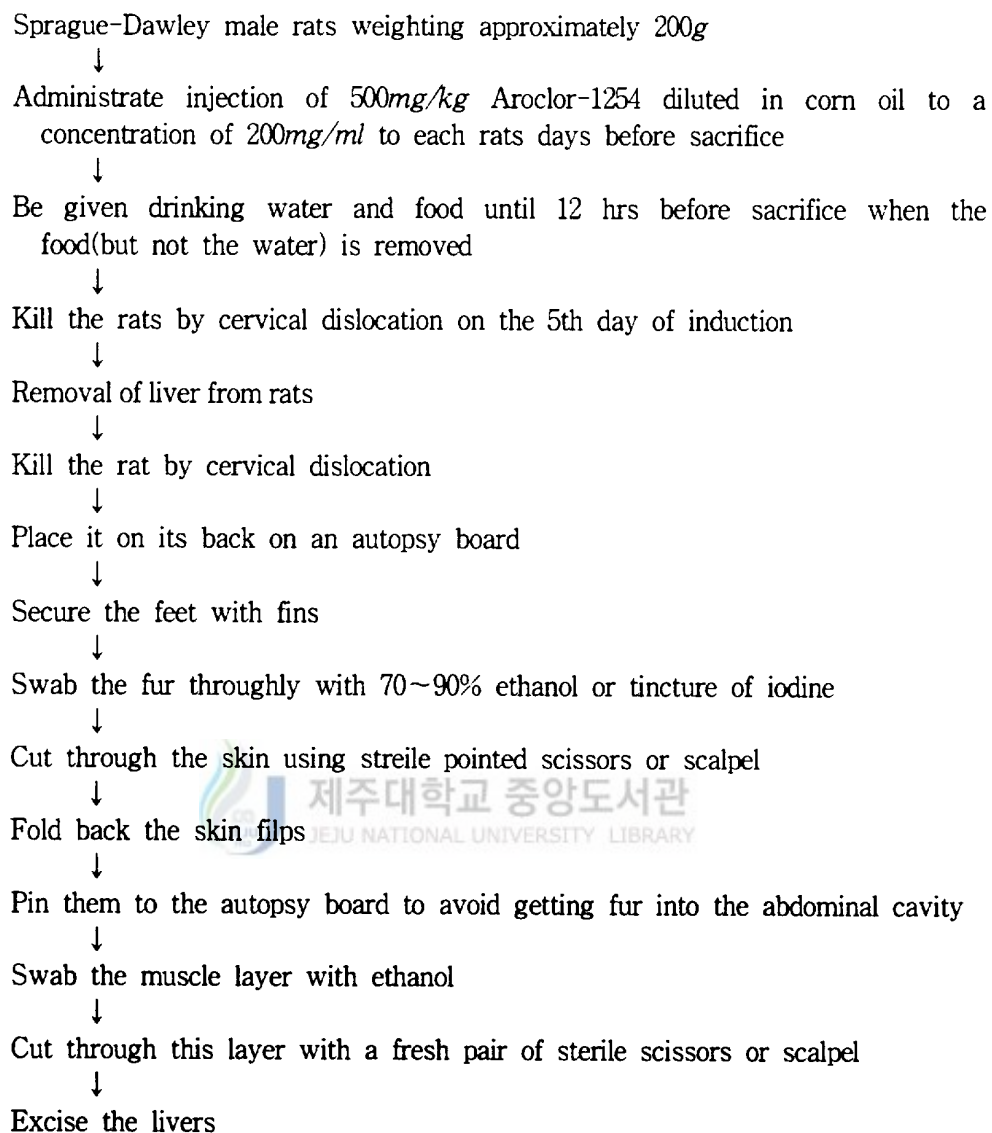 Sprague-Dawley male rats weighting approximately 200g
↓
Administrate injection of 500mg/kg Aroclor-1254 diluted in corn oil to a
concentration of 200mg/ml to each rats days before sacrifice
↓
Be given drinking water and food until 12 hrs before sacrifice when the
food(but not the water) is removed
↓
Kill the rats by cervical dislocation on the 5th day of induction
↓
Removal of liver from rats
↓
Kill the rat by cervical dislocation
↓
Place it on its back on an autopsy board
↓
Secure the feet with fins
↓
Swab the fur throughly with 70~90% ethanol or tincture of iodine
↓
Cut through the skin using streile pointed scissors or scalpel
↓
제주대학교 중앙도서관
JEJU NATIONAL UNIVERSITY LIBRARY
Fold back the skin filps
↓
Pin them to the autopsy board to avoid getting fur into the abdominal cavity
↓
Swab the muscle layer with ethanol
↓
Cut through this layer with a fresh pair of sterile scissors or scalpel
↓
Excise the livers